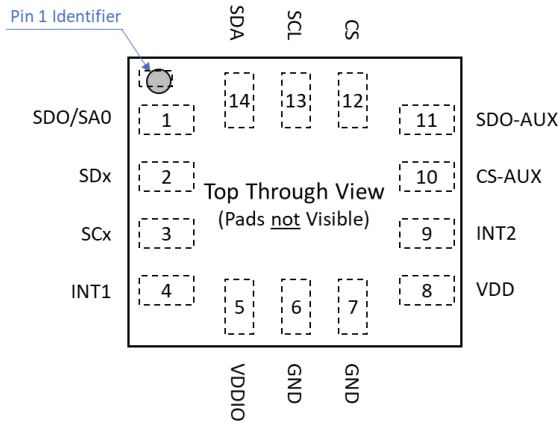 Pin 1 Identifier
SDA SCL CS
14 13 12
SDO/SA0 1 11 SDO-AUX
SDx 2 10 CS-AUX
Top Through View
(Pads not Visible)
SCx 3 9 INT2
INT1 4 8 VDD
5 6 7
VDDIO GND GND